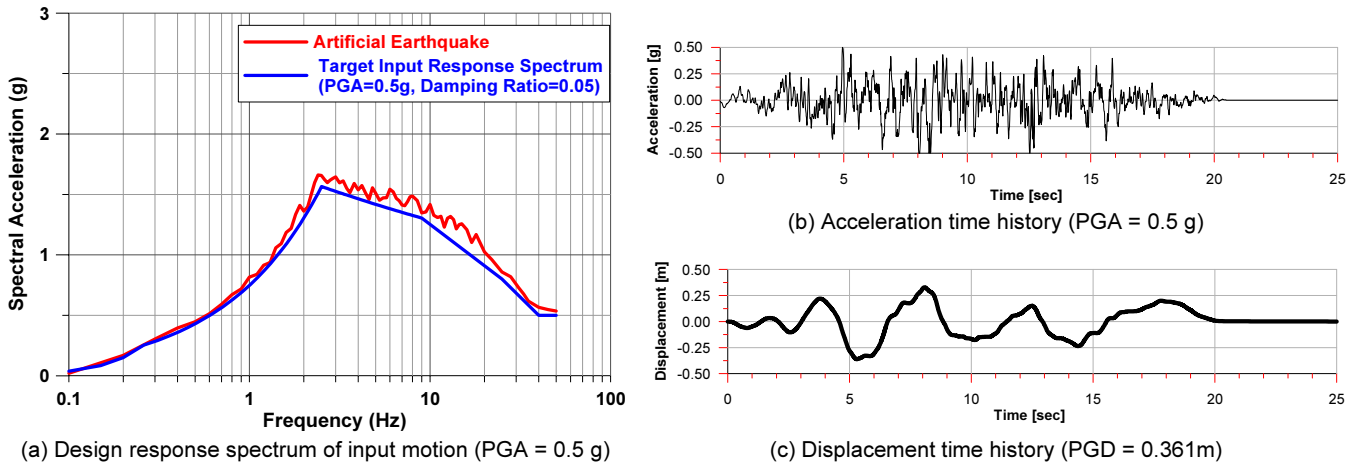 3
2
1
0
Spectral Acceleration (g)
Artificial Earthquake
Target Input Response Spectrum
(PGA=0.5g, Damping Ratio=0.05)
0.1 1 10 100
Frequency (Hz)
(a) Design response spectrum of input motion (PGA = 0.5 g)
0.50
0.25
0.00
-0.25
-0.50
Acceleration [g]
0 5 10 15 20 25
Time [sec]
(b) Acceleration time history (PGA = 0.5 g)
0.50
0.25
0.00
-0.25
-0.50
Displacement [m]
0 5 10 15 20 25
Time [sec]
(c) Displacement time history (PGD = 0.361m)